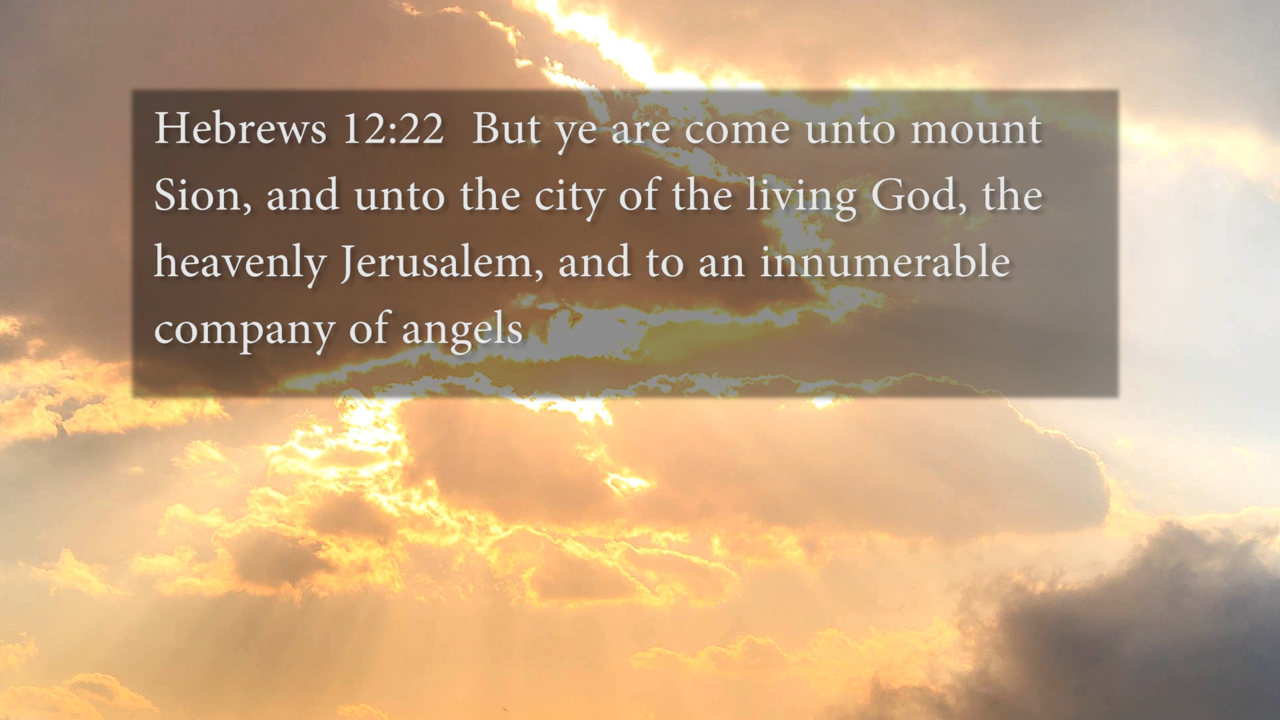 Hebrews 12:22  But ye are come unto mount
Sion, and unto the city of the living God, the
heavenly Jerusalem, and to an innumerable
company of angels